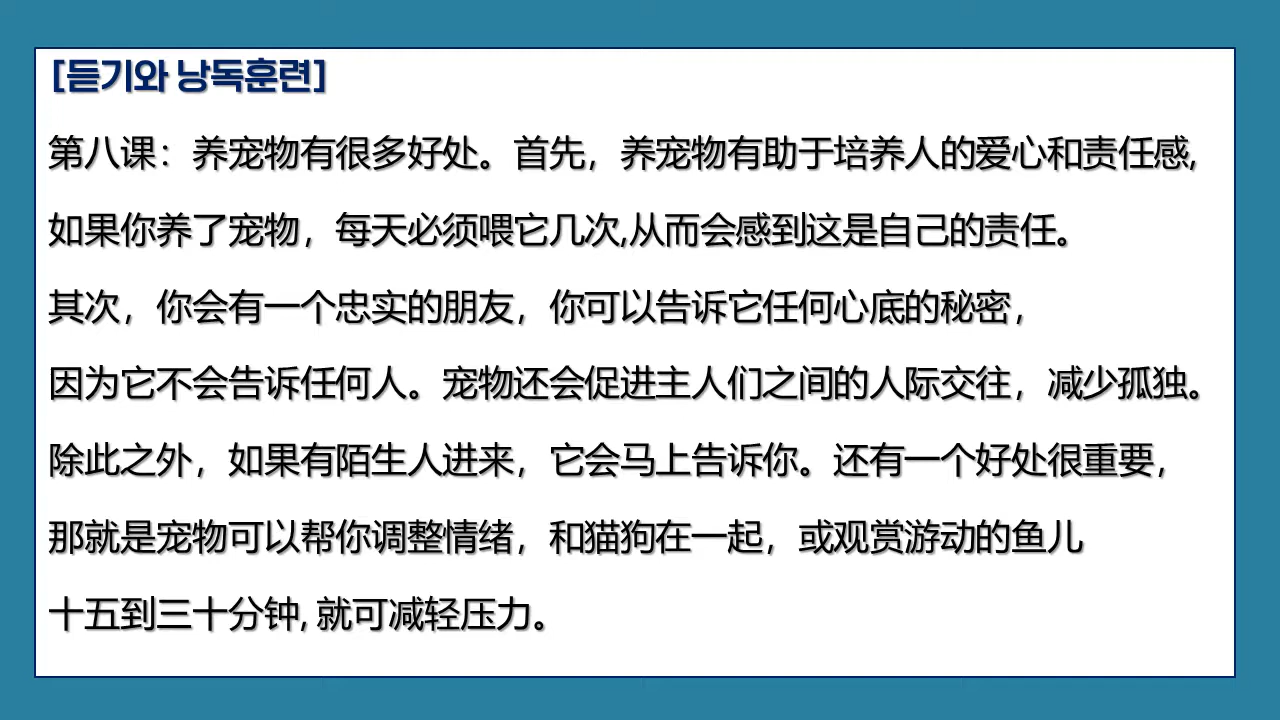 [듣기와 낭독훈련]
第八课：养宠物有很多好处。首先，养宠物有助于培养人的爱心和责任感,
如果你养了宠物，每天必须喂它几次,从而会感到这是自己的责任。
其次，你会有一个忠实的朋友，你可以告诉它任何心底的秘密，
因为它不会告诉任何人。宠物还会促进主人们之间的人际交往，减少孤独。
除此之外，如果有陌生人进来，它会马上告诉你。还有一个好处很重要，
那就是宠物可以帮你调整情绪，和猫狗在一起，或观赏游动的鱼儿
十五到三十分钟, 就可减轻压力。